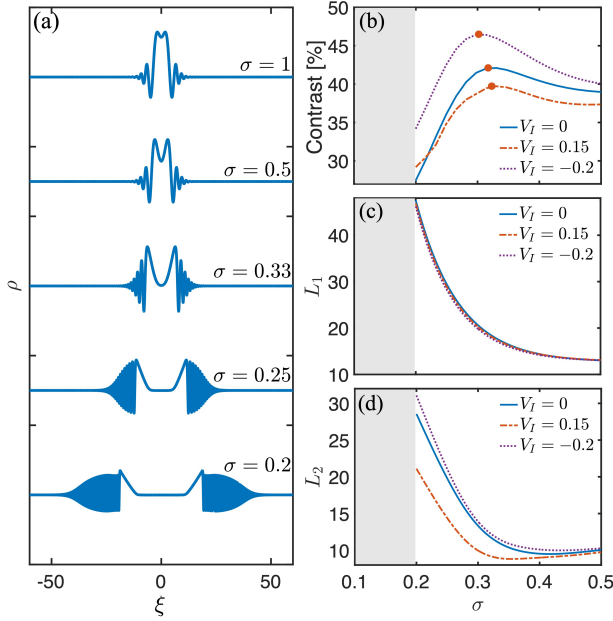 (a)
σ = 1
σ = 0.5
σ = 0.33
σ = 0.25
σ = 0.2
ρ
-50 0 50
ξ
(b)
50
45
40
35
30
Contrast [%]
V_I = 0
V_I = 0.15
V_I = −0.2
(c)
40
30
20
10
L_1
V_I = 0
V_I = 0.15
V_I = −0.2
(d)
30
25
20
15
10
L_2
V_I = 0
V_I = 0.15
V_I = −0.2
0.1 0.2 0.3 0.4 0.5
σ